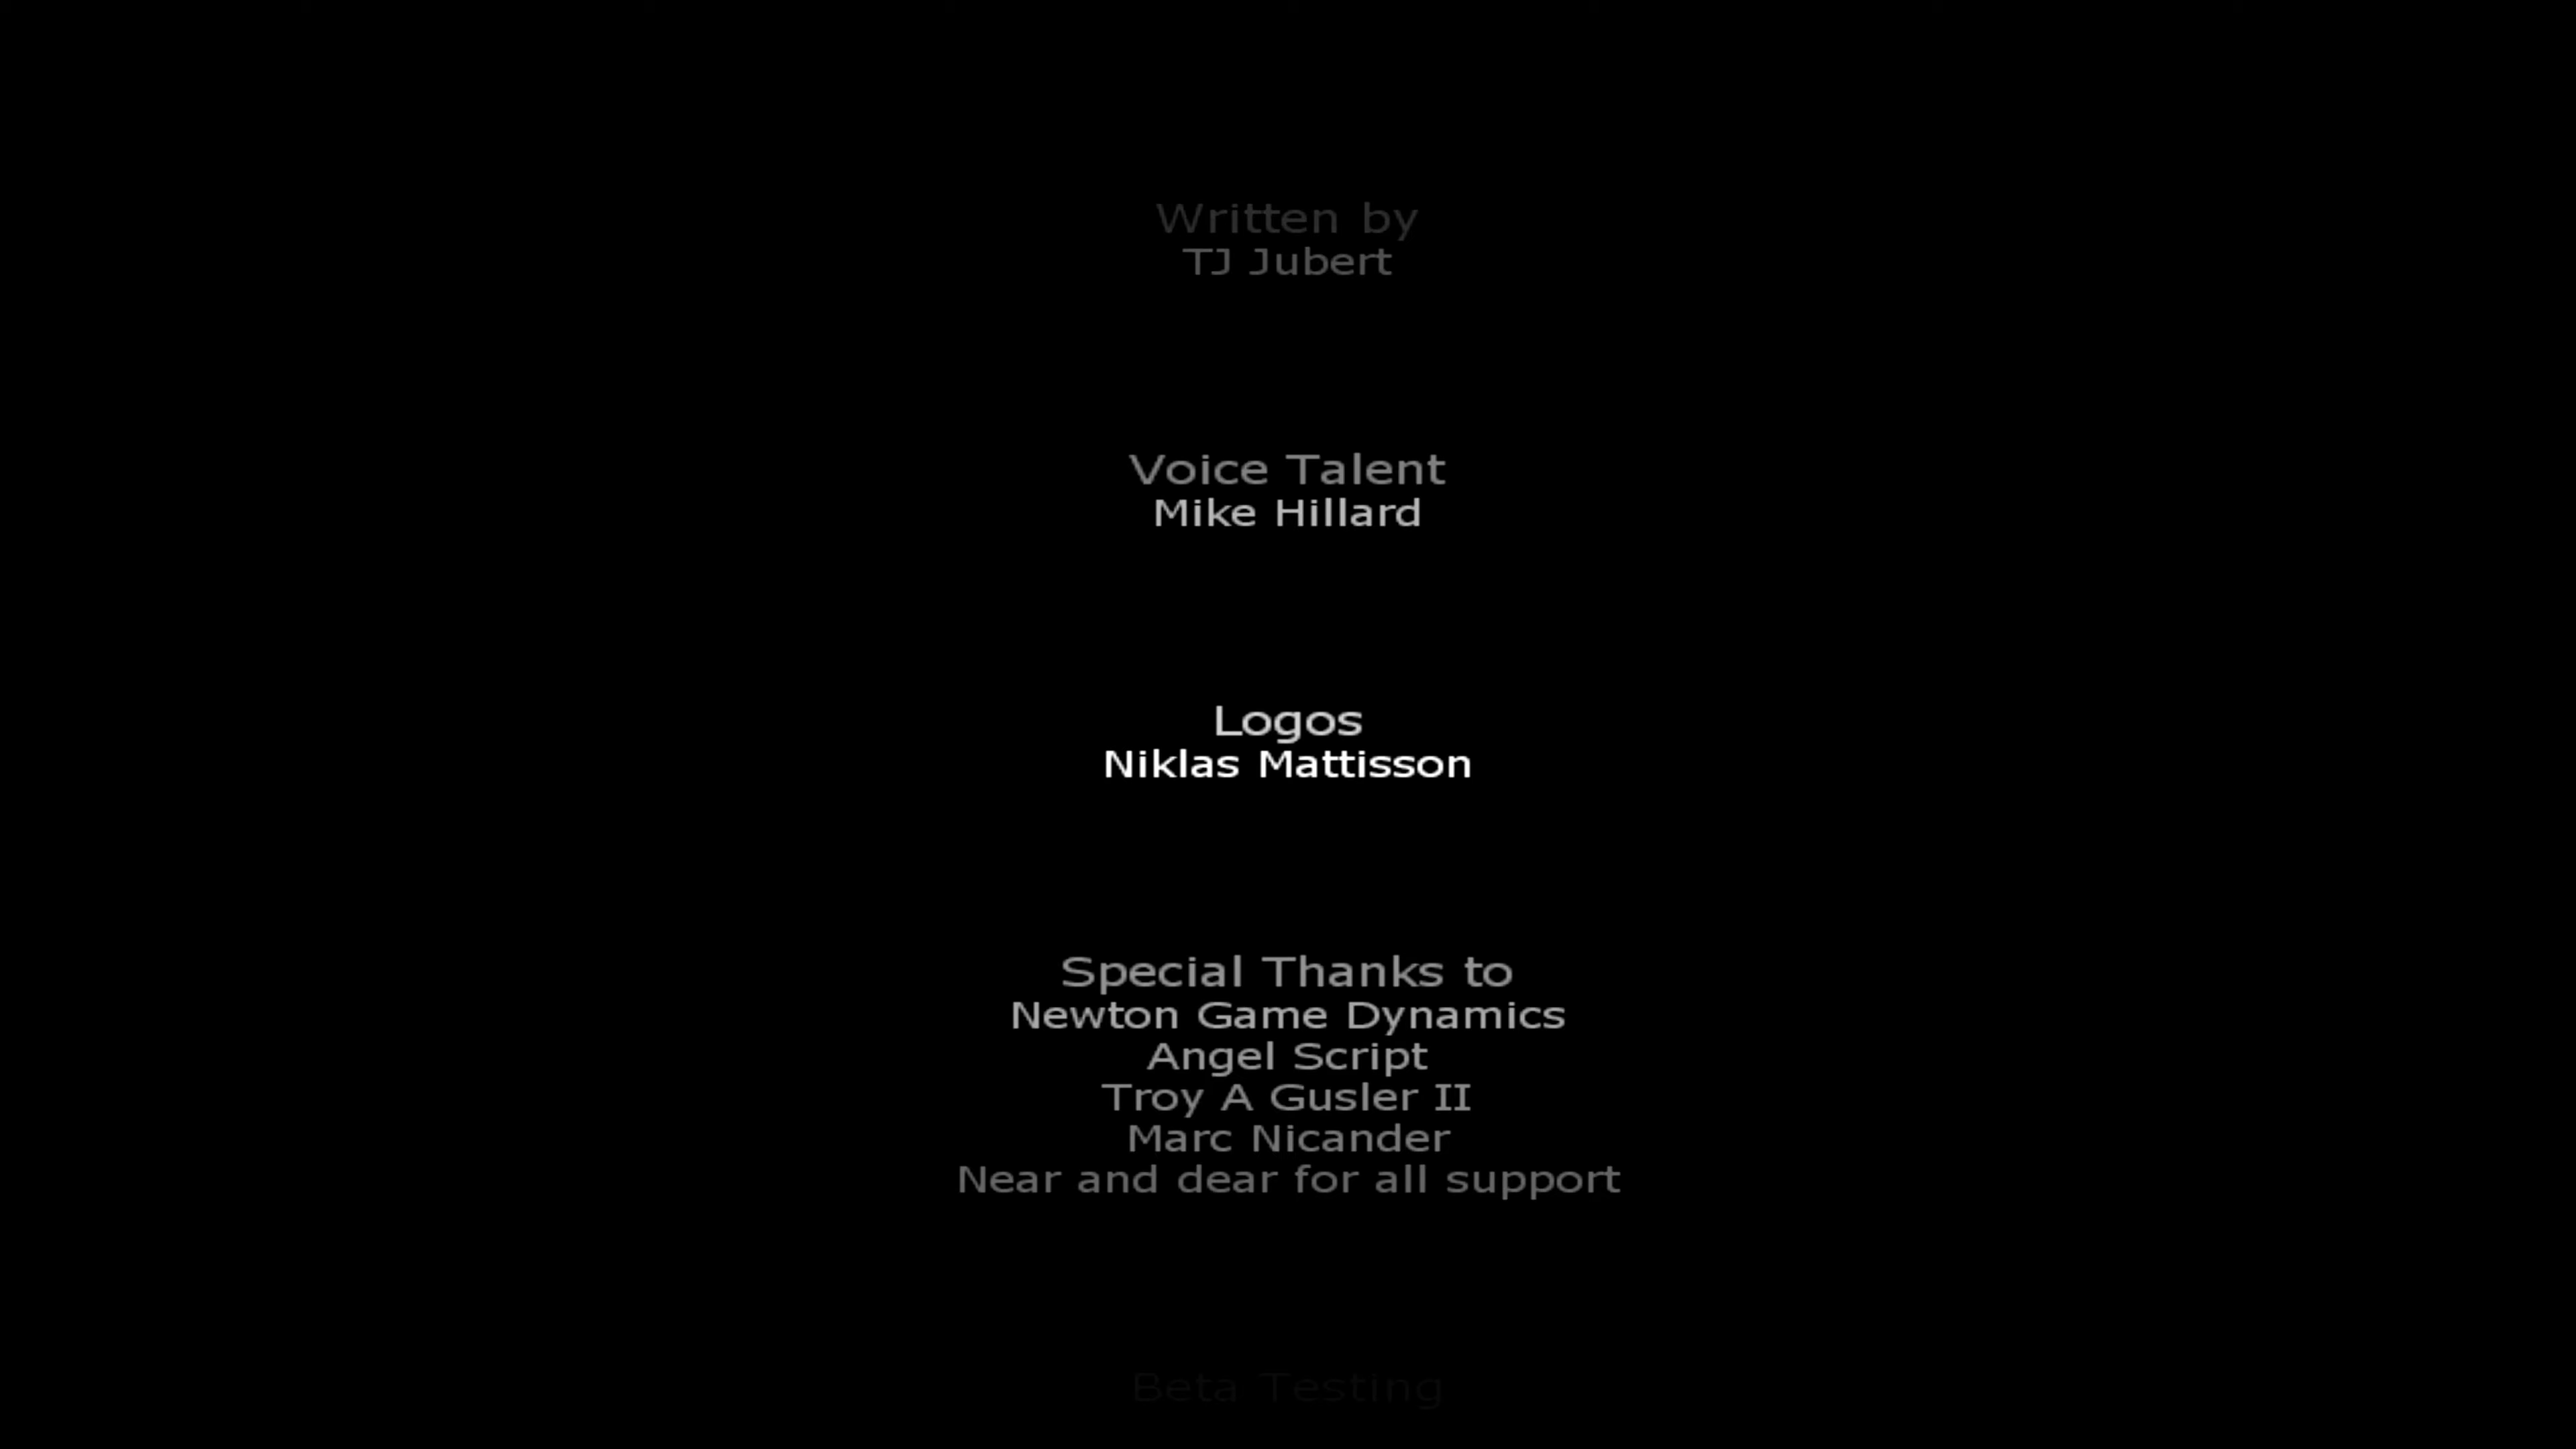 Written by
TJ Jubert
Voice Talent
Mike Hillard
Logos
Niklas Mattisson
Special Thanks to
Newton Game Dynamics
Angel Script
Troy A Gusler II
Marc Nicander
Near and dear for all support
Beta Testing